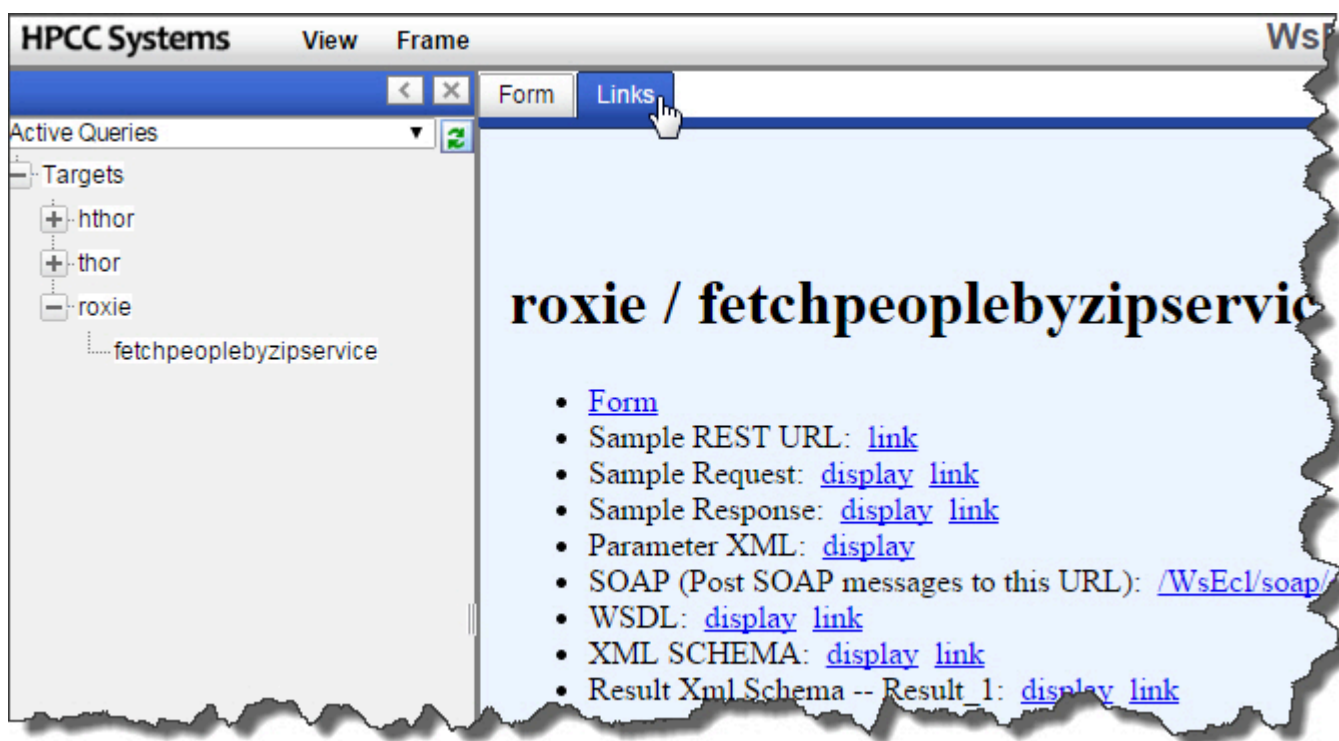 HPCC Systems View Frame
Form Links
Active Queries
Targets
hthor
thor
roxie
fetchpeoplebyzipservice
roxie / fetchpeoplebyzipservic
• Form
• Sample REST URL: link
• Sample Request: display link
• Sample Response: display link
• Parameter XML: display
• SOAP (Post SOAP messages to this URL): /WsEcl/soap/
• WSDL: display link
• XML SCHEMA: display link
• Result Xml Schema -- Result_1: display link